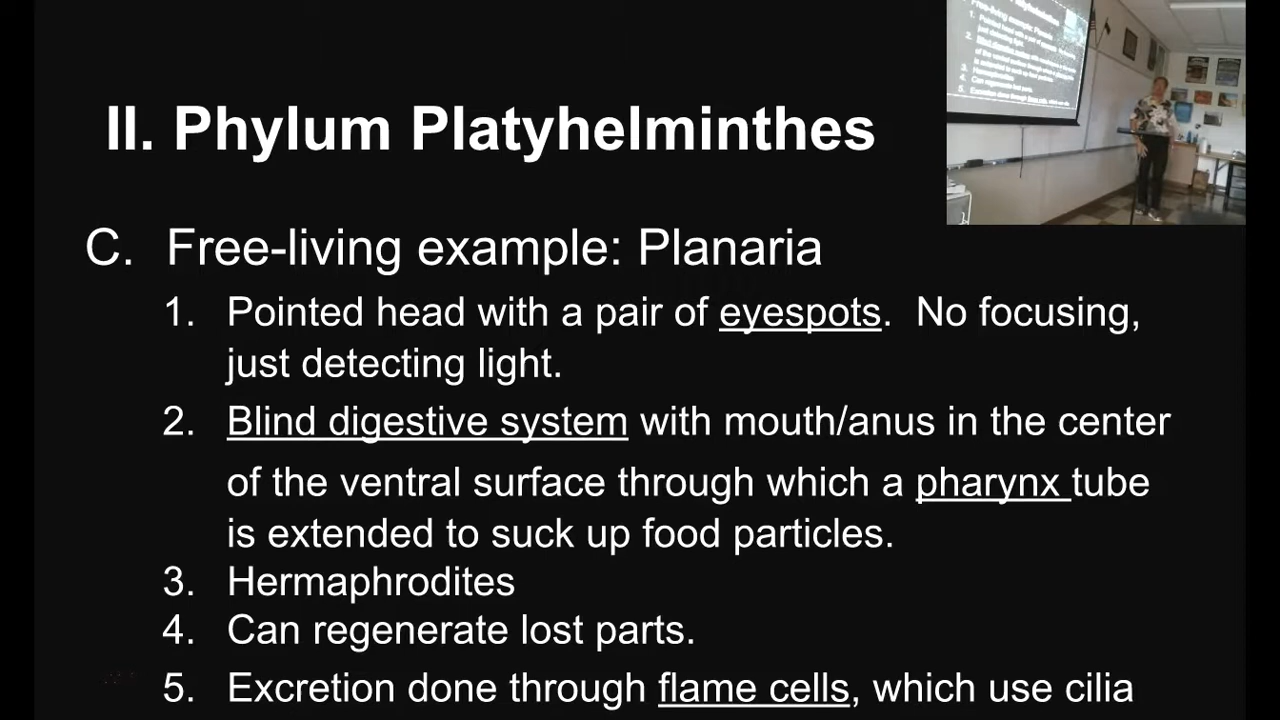 II. Phylum Platyhelminthes
C. Free-living example: Planaria
1. Pointed head with a pair of eyespots. No focusing,
just detecting light.
2. Blind digestive system with mouth/anus in the center
of the ventral surface through which a pharynx tube
is extended to suck up food particles.
3. Hermaphrodites
4. Can regenerate lost parts.
5. Excretion done through flame cells, which use cilia